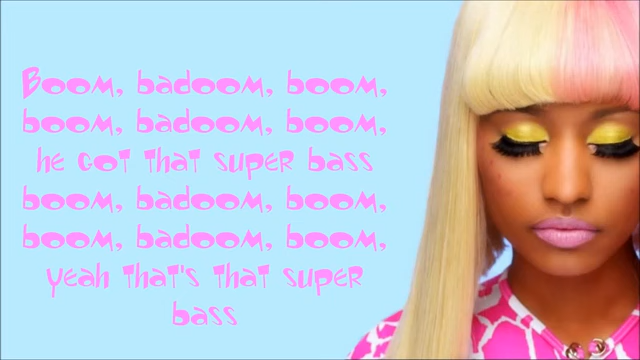 Boom, badoom, boom,
boom, badoom, boom,
he got that super bass
boom, badoom, boom,
boom, badoom, boom,
yeah that's that super
bass